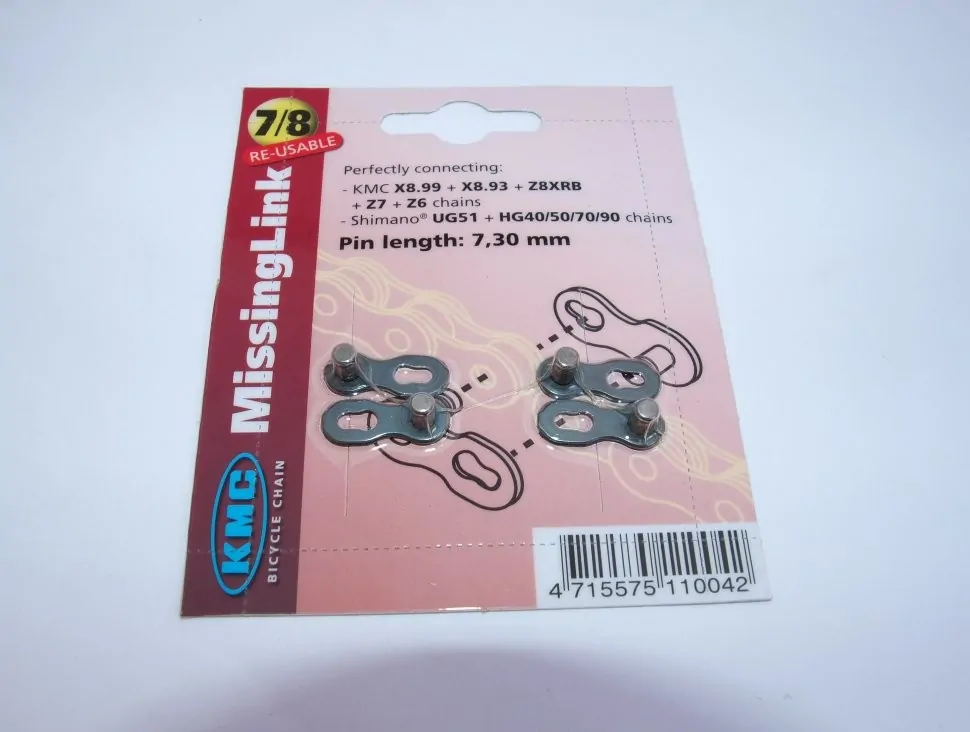 7/8
RE-USABLE
MissingLink
KMC
BICYCLE CHAIN
Perfectly connecting:
- KMC X8.99 + X8.93 + Z8XRB
+ Z7 + Z6 chains
- Shimano® UG51 + HG40/50/70/90 chains
Pin length: 7,30 mm
4 715575 110042